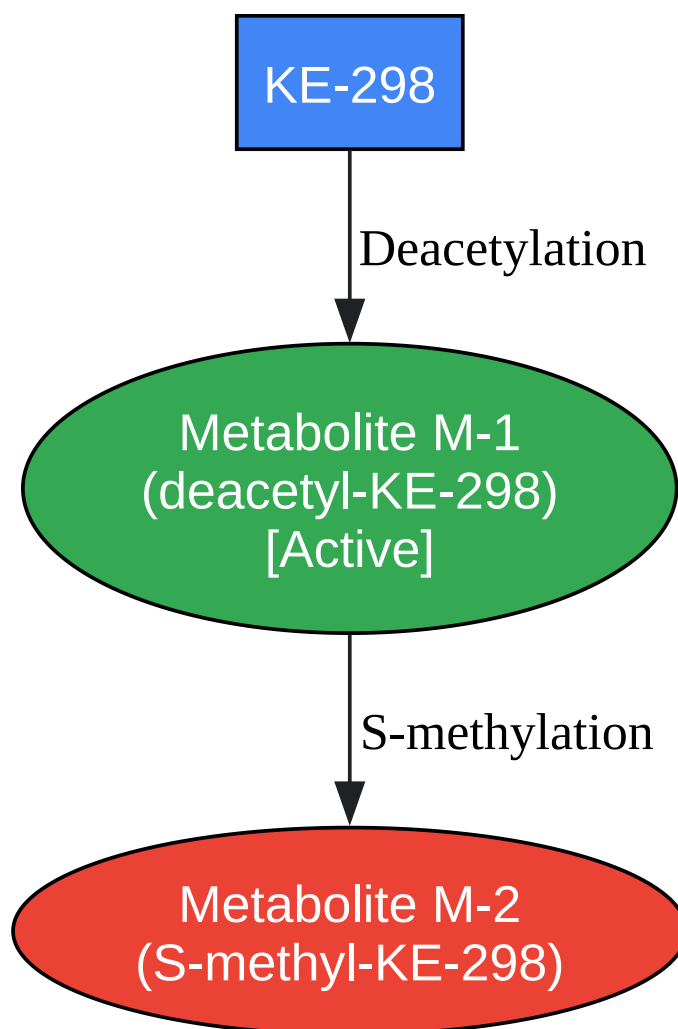 KE-298
Deacetylation
Metabolite M-1
(deacetyl-KE-298)
[Active]
S-methylation
Metabolite M-2
(S-methyl-KE-298)